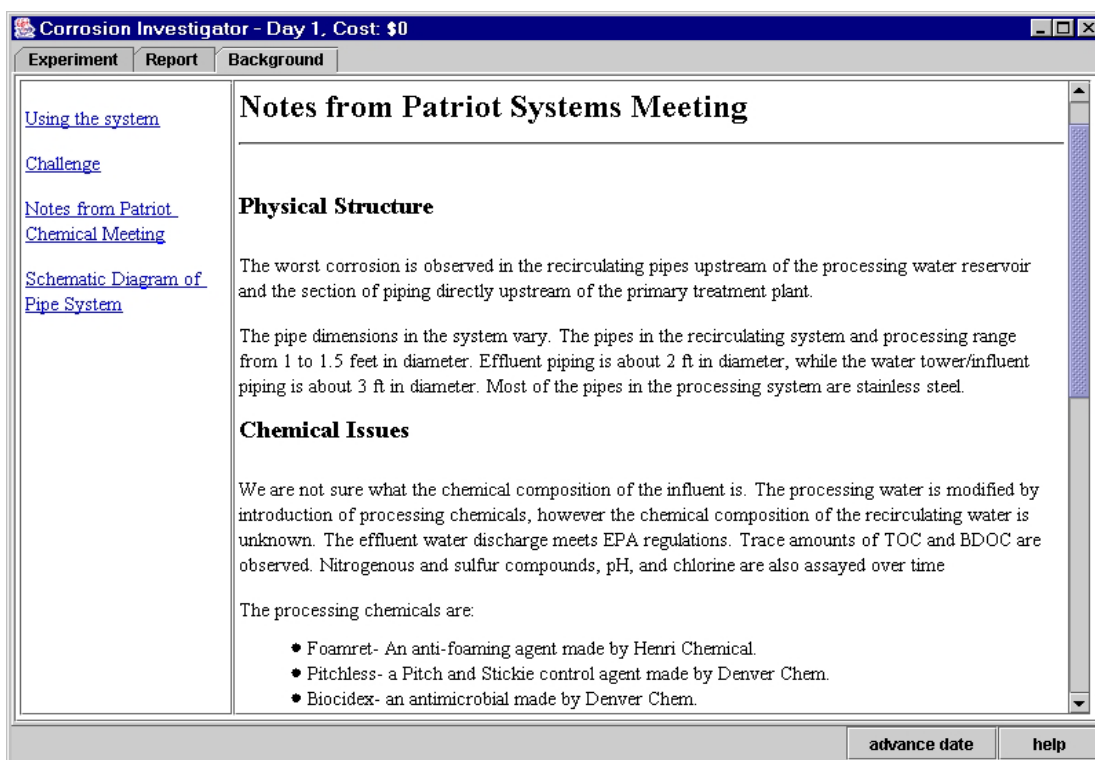 Corrosion Investigator - Day 1, Cost: $0
Experiment Report Background
Using the system
Challenge
Notes from Patriot
Chemical Meeting
Schematic Diagram of
Pipe System
Notes from Patriot Systems Meeting
Physical Structure
The worst corrosion is observed in the recirculating pipes upstream of the processing water reservoir
and the section of piping directly upstream of the primary treatment plant.
The pipe dimensions in the system vary. The pipes in the recirculating system and processing range
from 1 to 1.5 feet in diameter. Effluent piping is about 2 ft in diameter, while the water tower/influent
piping is about 3 ft in diameter. Most of the pipes in the processing system are stainless steel.
Chemical Issues
We are not sure what the chemical composition of the influent is. The processing water is modified by
introduction of processing chemicals, however the chemical composition of the recirculating water is
unknown. The effluent water discharge meets EPA regulations. Trace amounts of TOC and BDOC are
observed. Nitrogenous and sulfur compounds, pH, and chlorine are also assayed over time
The processing chemicals are:
• Foamret- An anti-foaming agent made by Henri Chemical.
• Pitchless- a Pitch and Stickie control agent made by Denver Chem.
• Biocidex- an antimicrobial made by Denver Chem.
advance date help